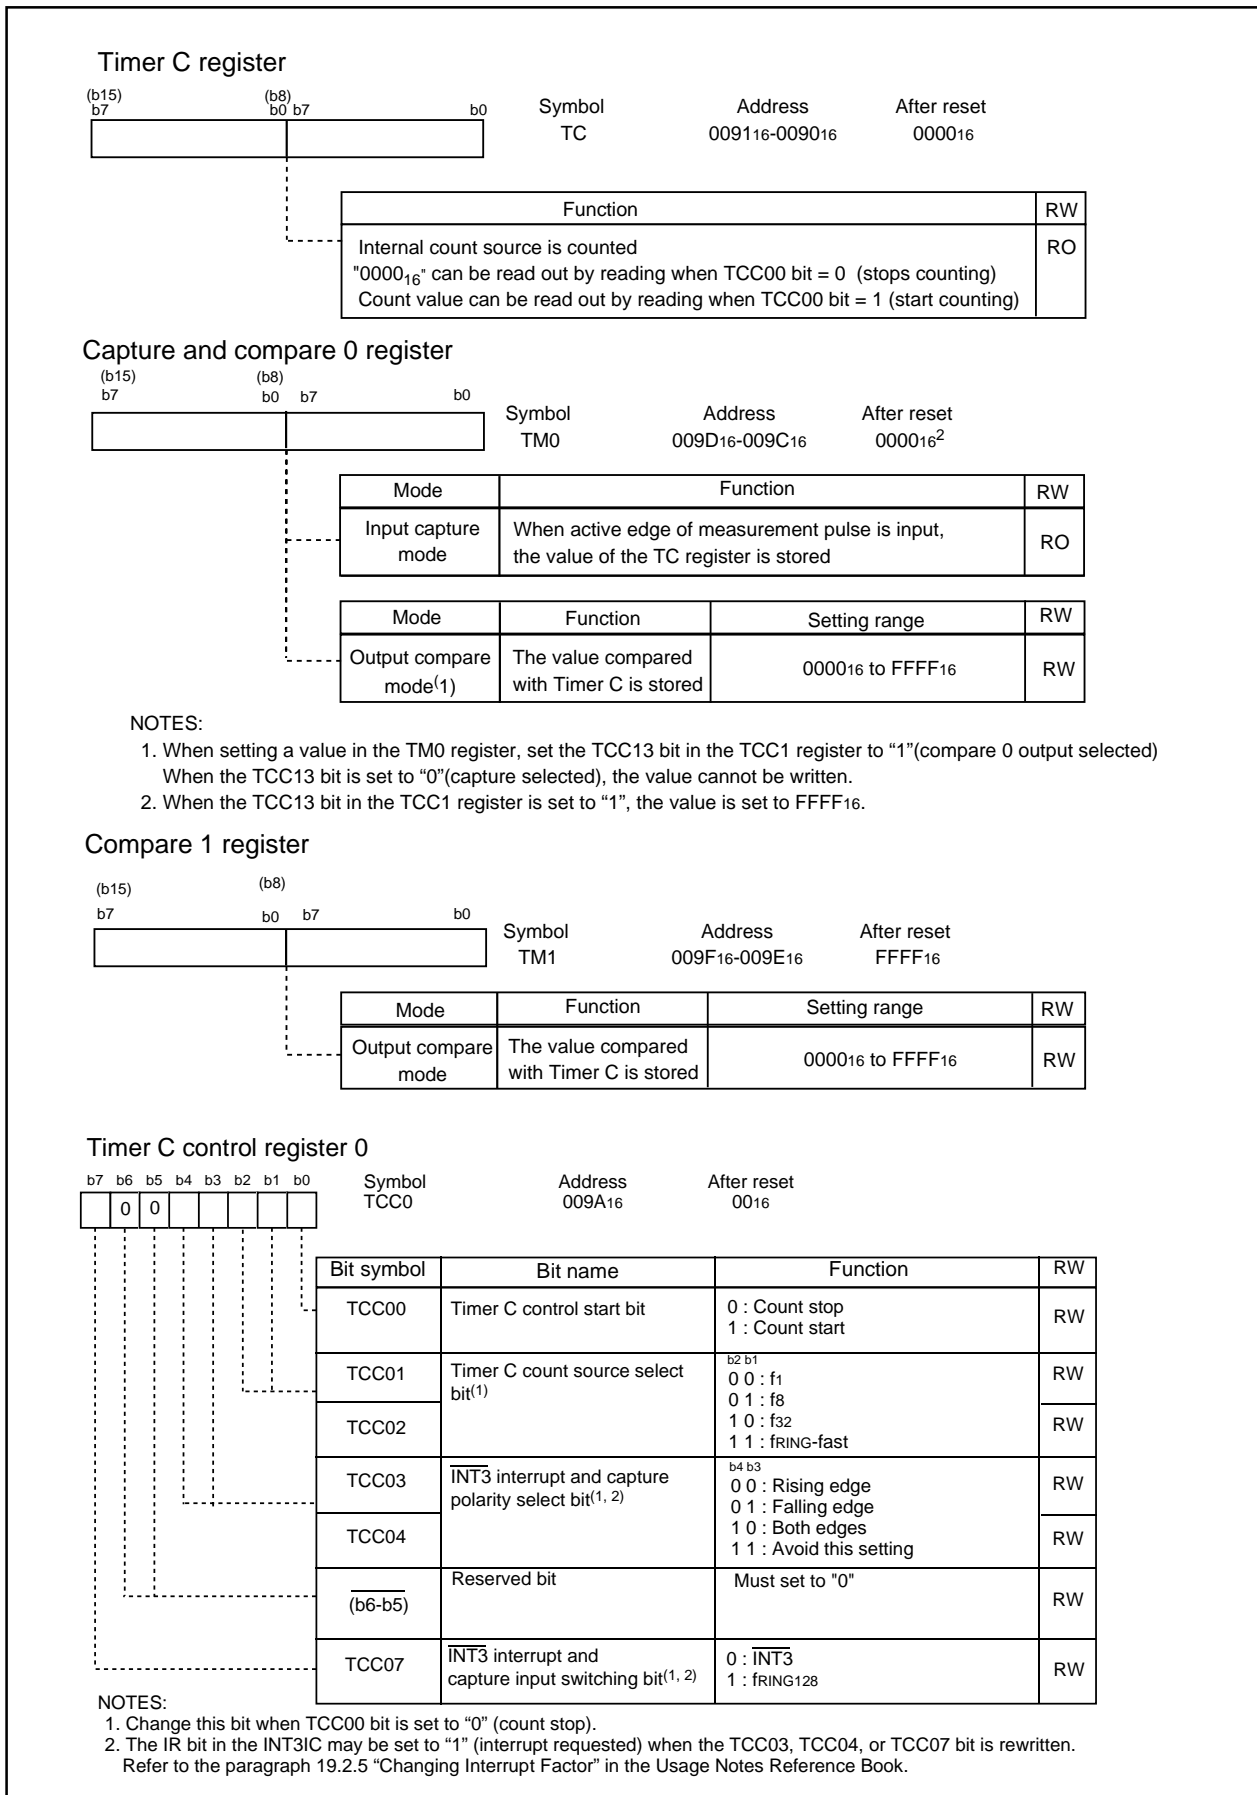 Timer C register
(b15) (b8)
b7 b0 b7 b0
Symbol Address After reset
TC 009116-009016 000016
Function RW
Internal count source is counted RO
"000016" can be read out by reading when TCC00 bit = 0 (stops counting)
Count value can be read out by reading when TCC00 bit = 1 (start counting)
Capture and compare 0 register
(b15) (b8)
b7 b0 b7 b0
Symbol Address After reset
TM0 009D16-009C16 0000162
Mode Function RW
Input capture mode When active edge of measurement pulse is input, RO
the value of the TC register is stored
Mode Function Setting range RW
Output compare The value compared 000016 to FFFF16 RW
mode(1) with Timer C is stored
NOTES:
1. When setting a value in the TM0 register, set the TCC13 bit in the TCC1 register to “1”(compare 0 output selected)
When the TCC13 bit is set to “0”(capture selected), the value cannot be written.
2. When the TCC13 bit in the TCC1 register is set to “1”, the value is set to FFFF16.
Compare 1 register
(b15) (b8)
b7 b0 b7 b0
Symbol Address After reset
TM1 009F16-009E16 FFFF16
Mode Function Setting range RW
Output compare The value compared 000016 to FFFF16 RW
mode with Timer C is stored
Timer C control register 0
b7 b6 b5 b4 b3 b2 b1 b0
0 0
Symbol Address After reset
TCC0 009A16 0016
Bit symbol Bit name Function RW
TCC00 Timer C control start bit 0 : Count stop RW
1 : Count start
b2 b1
TCC01 Timer C count source select 0 0 : f1 RW
bit(1) 0 1 : f8
TCC02 1 0 : f32 RW
1 1 : fRING-fast
b4 b3
TCC03 INT3 interrupt and capture 0 0 : Rising edge RW
polarity select bit(1, 2) 0 1 : Falling edge
TCC04 1 0 : Both edges RW
1 1 : Avoid this setting
(b6-b5) Reserved bit Must set to "0" RW
TCC07 INT3 interrupt and 0 : INT3 RW
capture input switching bit(1, 2) 1 : fRING128
NOTES:
1. Change this bit when TCC00 bit is set to “0” (count stop).
2. The IR bit in the INT3IC may be set to “1” (interrupt requested) when the TCC03, TCC04, or TCC07 bit is rewritten.
Refer to the paragraph 19.2.5 “Changing Interrupt Factor” in the Usage Notes Reference Book.